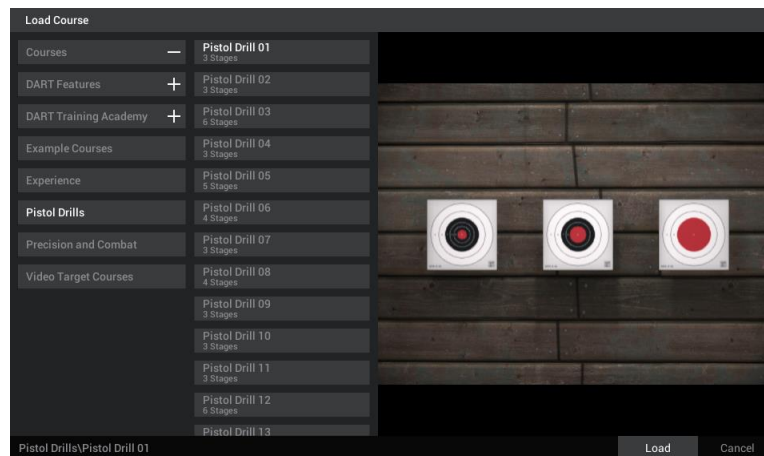 Load Course
Courses
DART Features
DART Training Academy
Example Courses
Experience
Pistol Drills
Precision and Combat
Video Target Courses
Pistol Drill 01
3 Stages
Pistol Drill 02
3 Stages
Pistol Drill 03
6 Stages
Pistol Drill 04
3 Stages
Pistol Drill 05
5 Stages
Pistol Drill 06
4 Stages
Pistol Drill 07
3 Stages
Pistol Drill 08
4 Stages
Pistol Drill 09
3 Stages
Pistol Drill 10
3 Stages
Pistol Drill 11
3 Stages
Pistol Drill 12
6 Stages
Pistol Drill 13
Pistol Drills\Pistol Drill 01
Load
Cancel